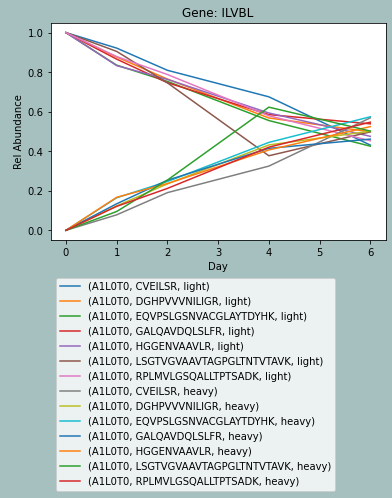 Gene: ILVBL
1.0
0.8
0.6
0.4
0.2
0.0
Rel Abundance
0 1 2 3 4 5 6
Day
(A1L0T0, CVEILSR, light)
(A1L0T0, DGHPVVVNILIGR, light)
(A1L0T0, EQVPSLGSNVACGLAYTDYHK, light)
(A1L0T0, GALQAVDQLSLFR, light)
(A1L0T0, HGGENVAAVLR, light)
(A1L0T0, LSGTVGVAAVTAGPGLTNTVTAVK, light)
(A1L0T0, RPLMVLGSQALLTPTSADK, light)
(A1L0T0, CVEILSR, heavy)
(A1L0T0, DGHPVVVNILIGR, heavy)
(A1L0T0, EQVPSLGSNVACGLAYTDYHK, heavy)
(A1L0T0, GALQAVDQLSLFR, heavy)
(A1L0T0, HGGENVAAVLR, heavy)
(A1L0T0, LSGTVGVAAVTAGPGLTNTVTAVK, heavy)
(A1L0T0, RPLMVLGSQALLTPTSADK, heavy)